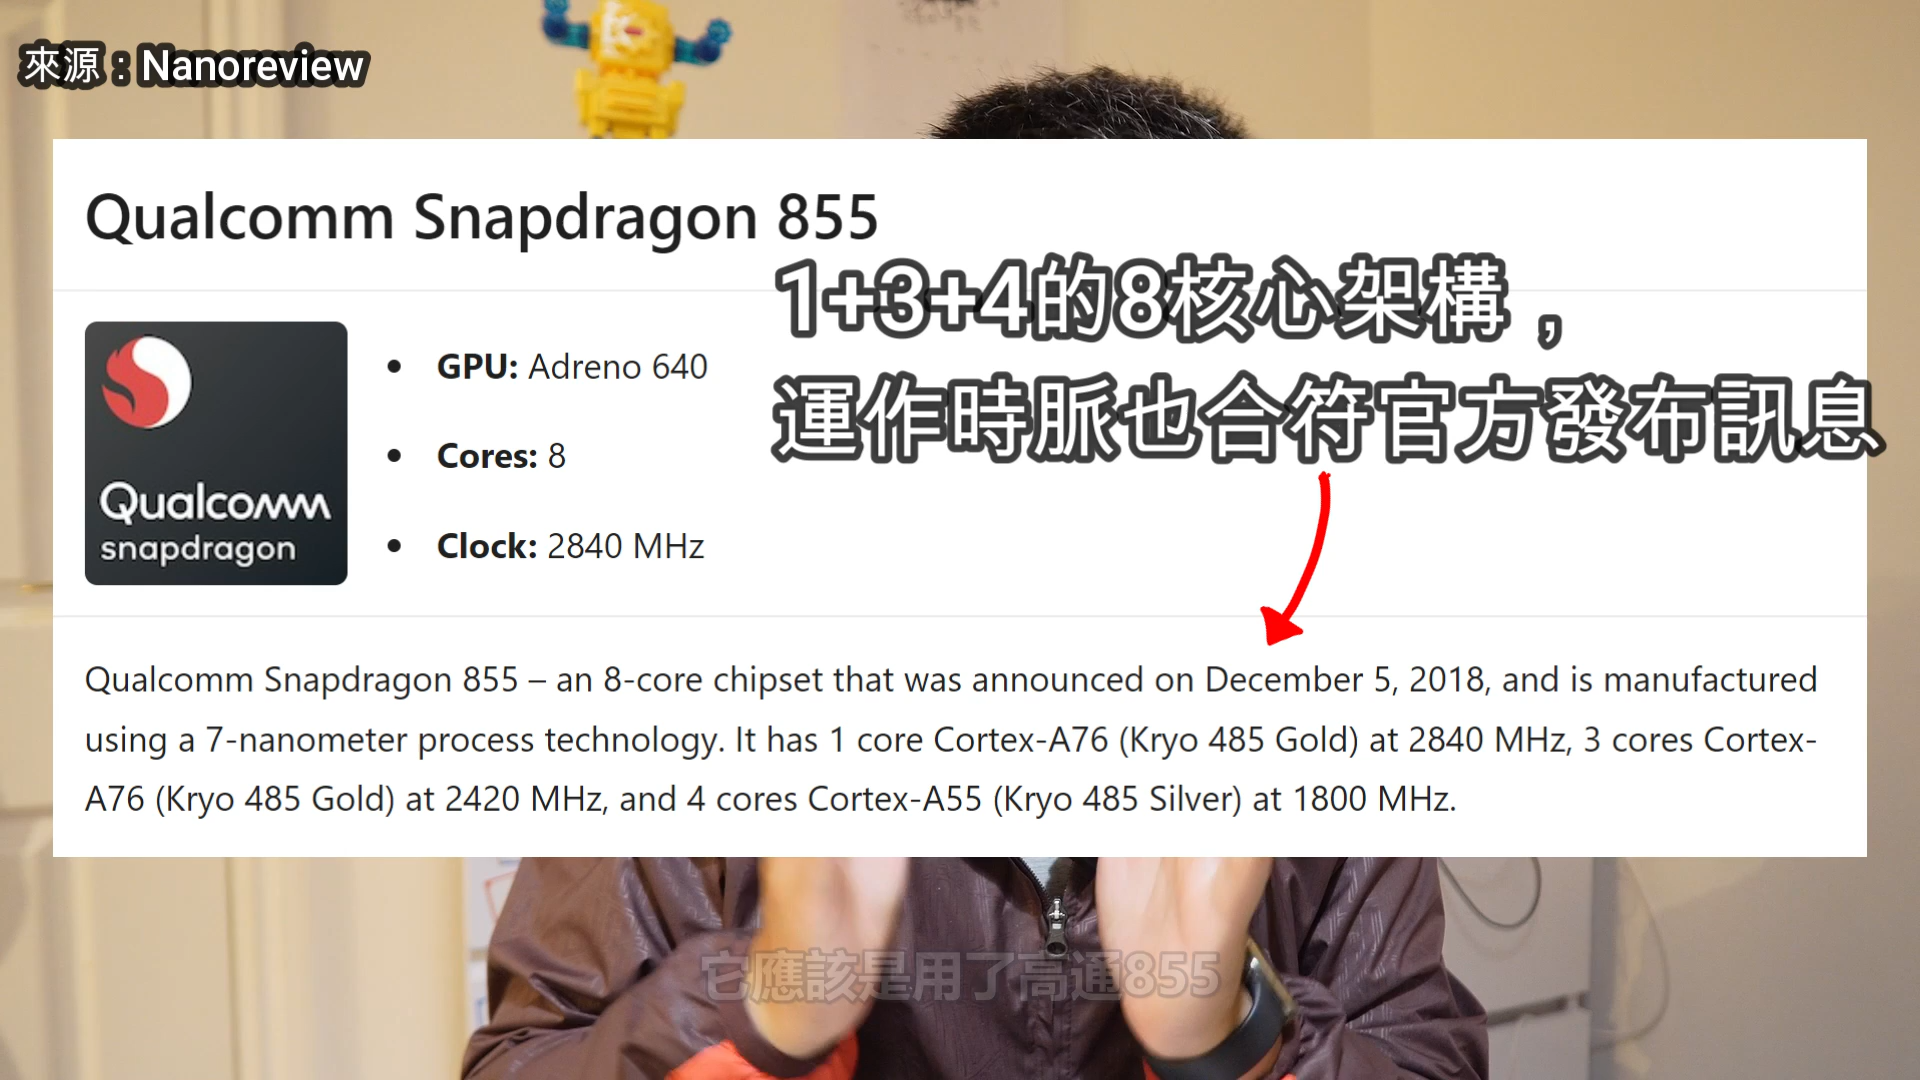 來源：Nanoreview
Qualcomm Snapdragon 855
1+3+4的8核心架構，
運作時脈也合符官方發布訊息
Qualcomm
snapdragon
• GPU: Adreno 640
• Cores: 8
• Clock: 2840 MHz
Qualcomm Snapdragon 855 – an 8-core chipset that was announced on December 5, 2018, and is manufactured
using a 7-nanometer process technology. It has 1 core Cortex-A76 (Kryo 485 Gold) at 2840 MHz, 3 cores Cortex-
A76 (Kryo 485 Gold) at 2420 MHz, and 4 cores Cortex-A55 (Kryo 485 Silver) at 1800 MHz.
它應該是用了高通855